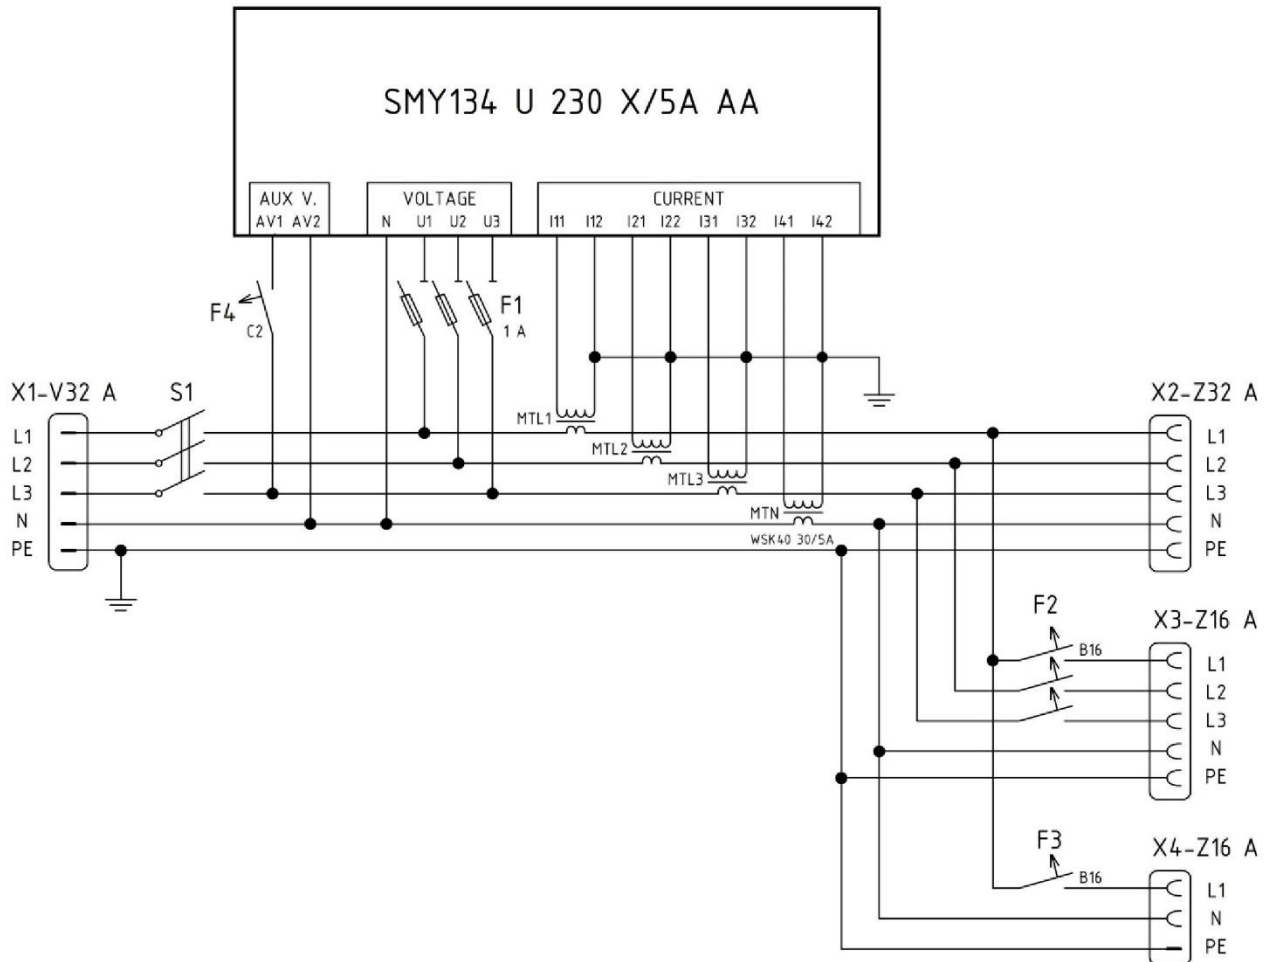 SMY134 U 230 X/5A AA
AUX V. VOLTAGE CURRENT
AV1 AV2 N U1 U2 U3 I11 I12 I21 I22 I31 I32 I41 I42
F4
C2
F1
1 A
X1-V32 A S1 X2-Z32 A
MTL1
L1 L1
MTL2
L2 L2
MTL3
L3 L3
MTN
N N
WSK40 30/5A
PE PE
F2
X3-Z16 A
B16
L1
L2
L3
N
PE
F3
X4-Z16 A
B16
L1
N
PE